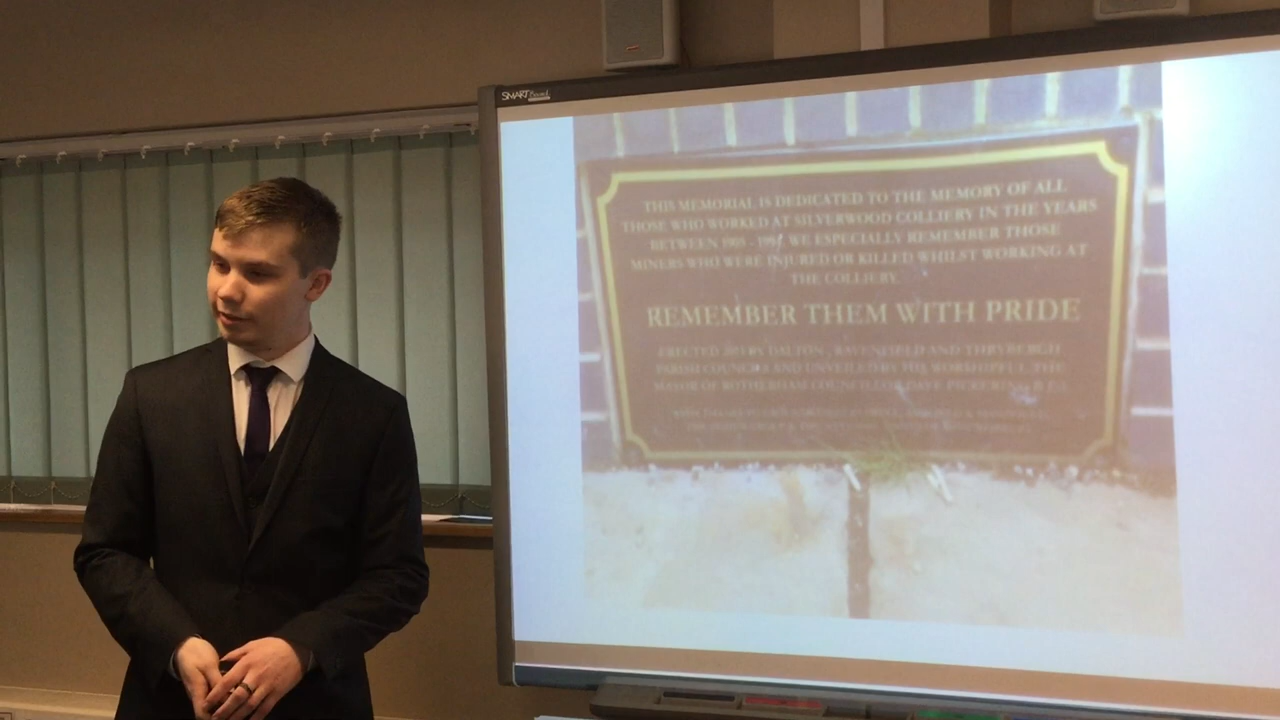 SMART Board
THIS MEMORIAL IS DEDICATED TO THE MEMORY OF ALL
THOSE WHO WORKED AT SILVERWOOD COLLIERY IN THE YEARS
BETWEEN WE ESPECIALLY REMEMBER THOSE
MINERS WHO WERE INJURED OR KILLED WHILST WORKING AT
THE COLLIERY.
REMEMBER THEM WITH PRIDE
ERECTED BY DALTON, RAVENFIELD AND THRYBERGH
PARISH COUNCILS AND UNVEILED BY THE WORSHIPFUL THE
MAYOR OF ROTHERHAM COUNCILLOR DAVE PICKERING